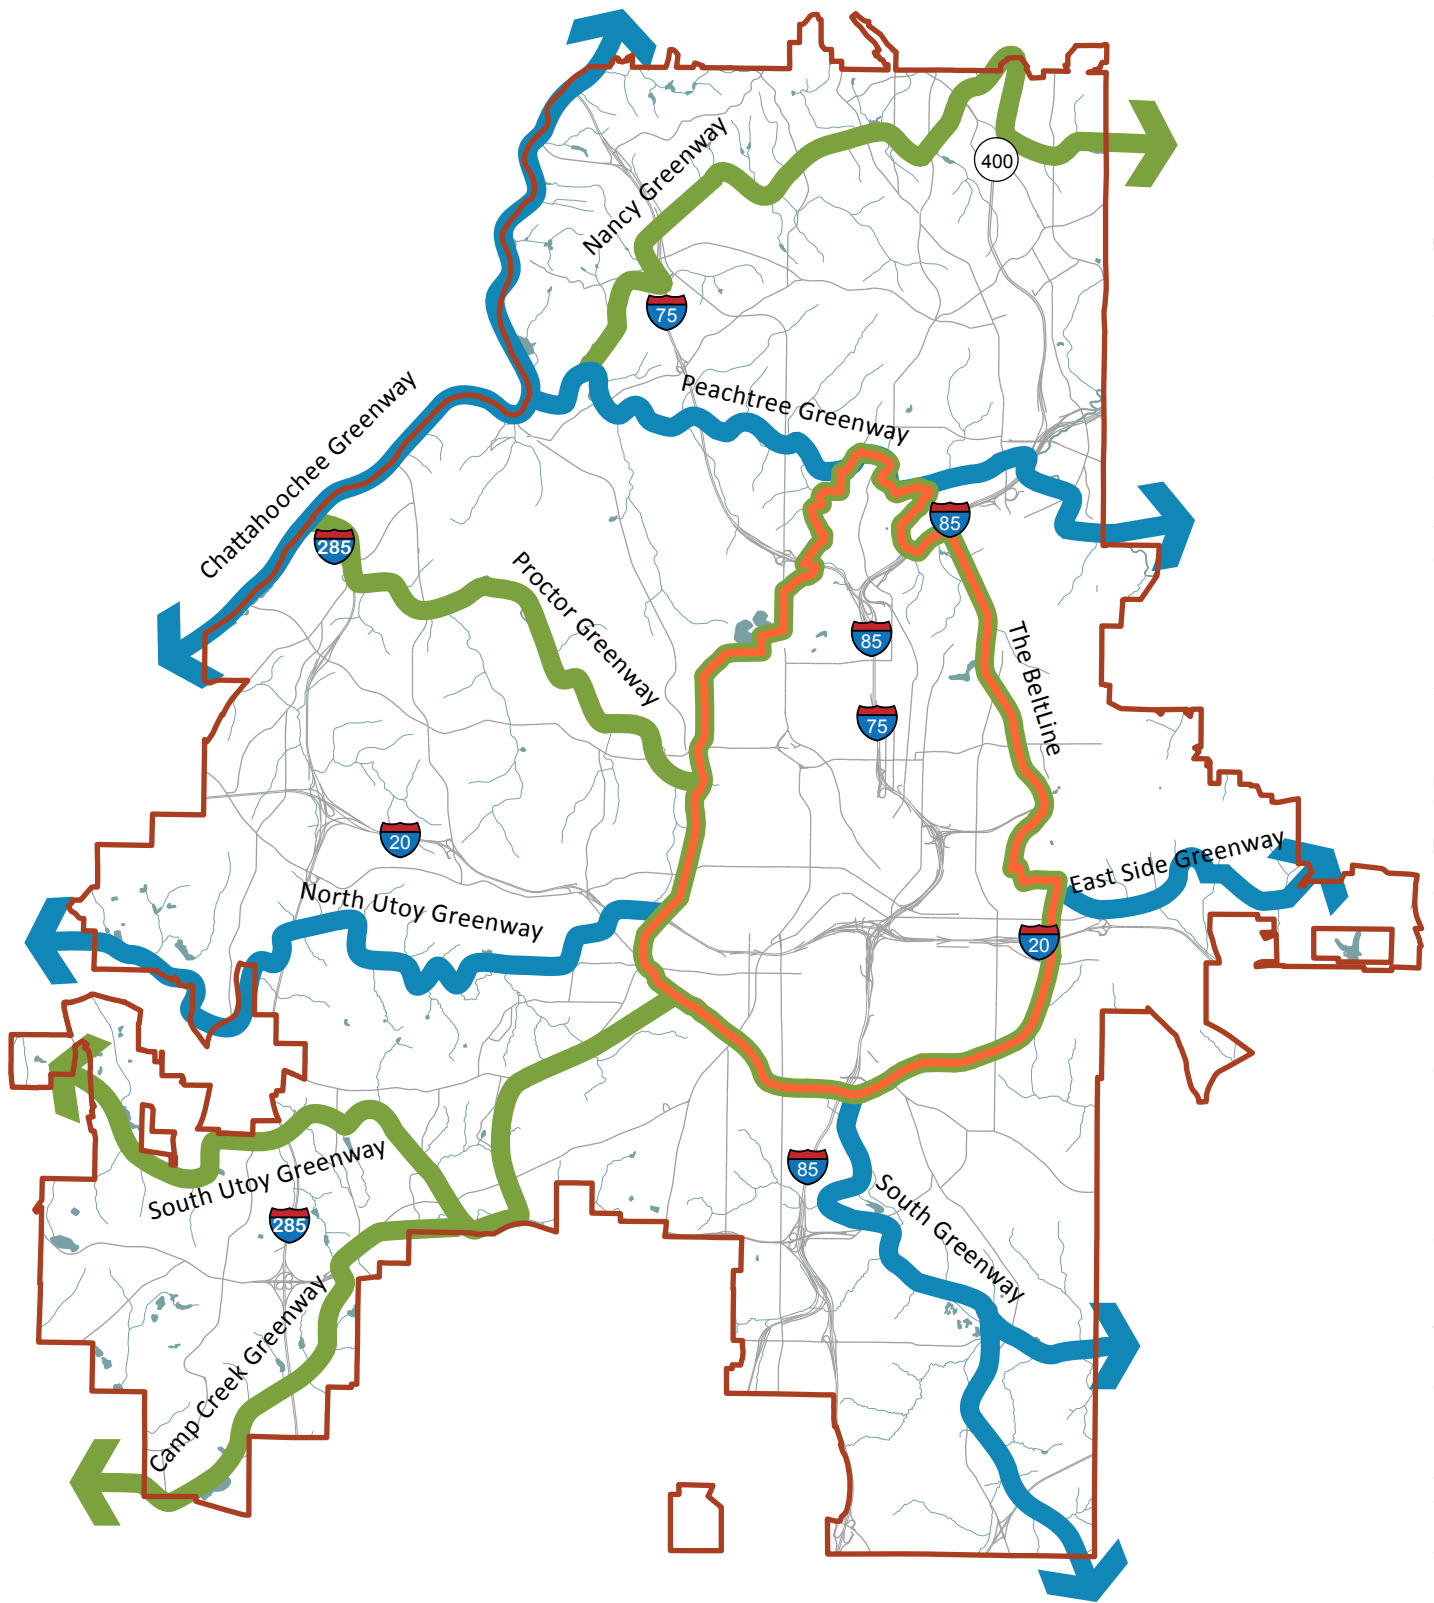 Nancy Greenway
400
75
Peachtree Greenway
Chattahoochee Greenway
285
85
Proctor Greenway
The BeltLine
85
75
20
East Side Greenway
North Utoy Greenway
20
South Utoy Greenway
85
South Greenway
285
Camp Creek Greenway